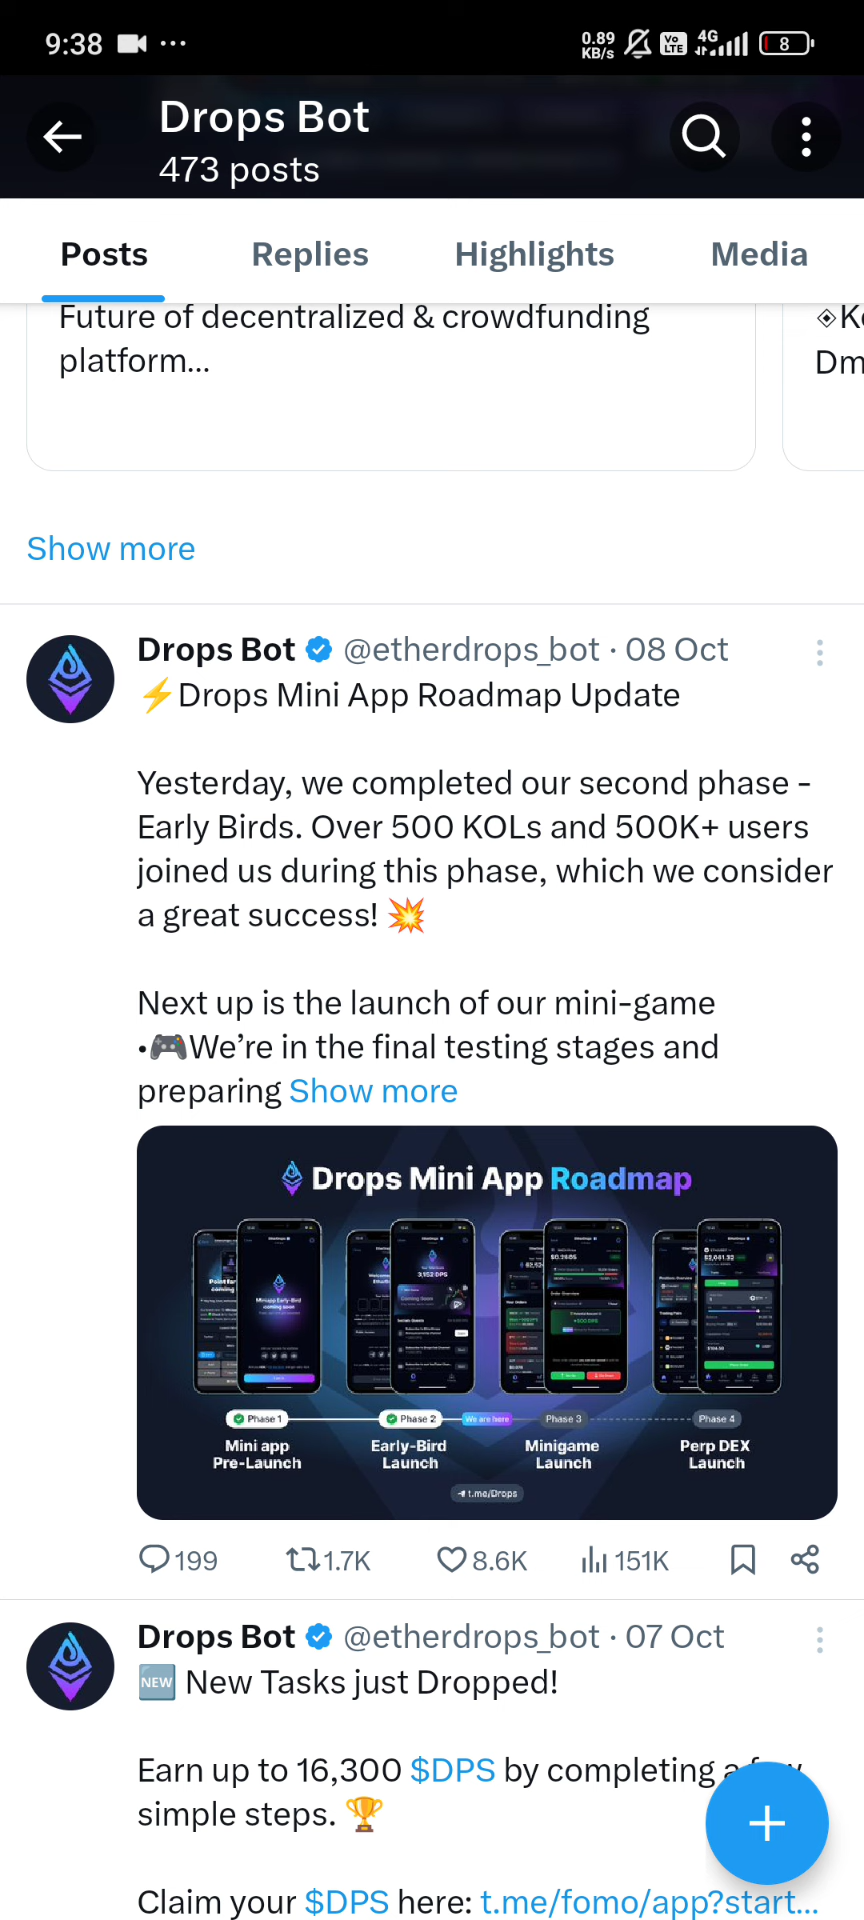 9:38
0.89 KB/s
Vo LTE
4G
8
Drops Bot
473 posts
Posts Replies Highlights Media
Future of decentralized & crowdfunding
platform...
Dm
Show more
Drops Bot @etherdrops_bot · 08 Oct
⚡Drops Mini App Roadmap Update
Yesterday, we completed our second phase -
Early Birds. Over 500 KOLs and 500K+ users
joined us during this phase, which we consider
a great success! 💥
Next up is the launch of our mini-game
•🎮We're in the final testing stages and
preparing Show more
Drops Mini App Roadmap
Phase 1 Phase 2 We are here Phase 3 Phase 4
Mini app Pre-Launch
Early-Bird Launch
Minigame Launch
Perp DEX Launch
t.me/Drops
199 1.7K 8.6K 151K
Drops Bot @etherdrops_bot · 07 Oct
🆕 New Tasks just Dropped!
Earn up to 16,300 $DPS by completing a few
simple steps. 🏆
Claim your $DPS here: t.me/fomo/app?start...